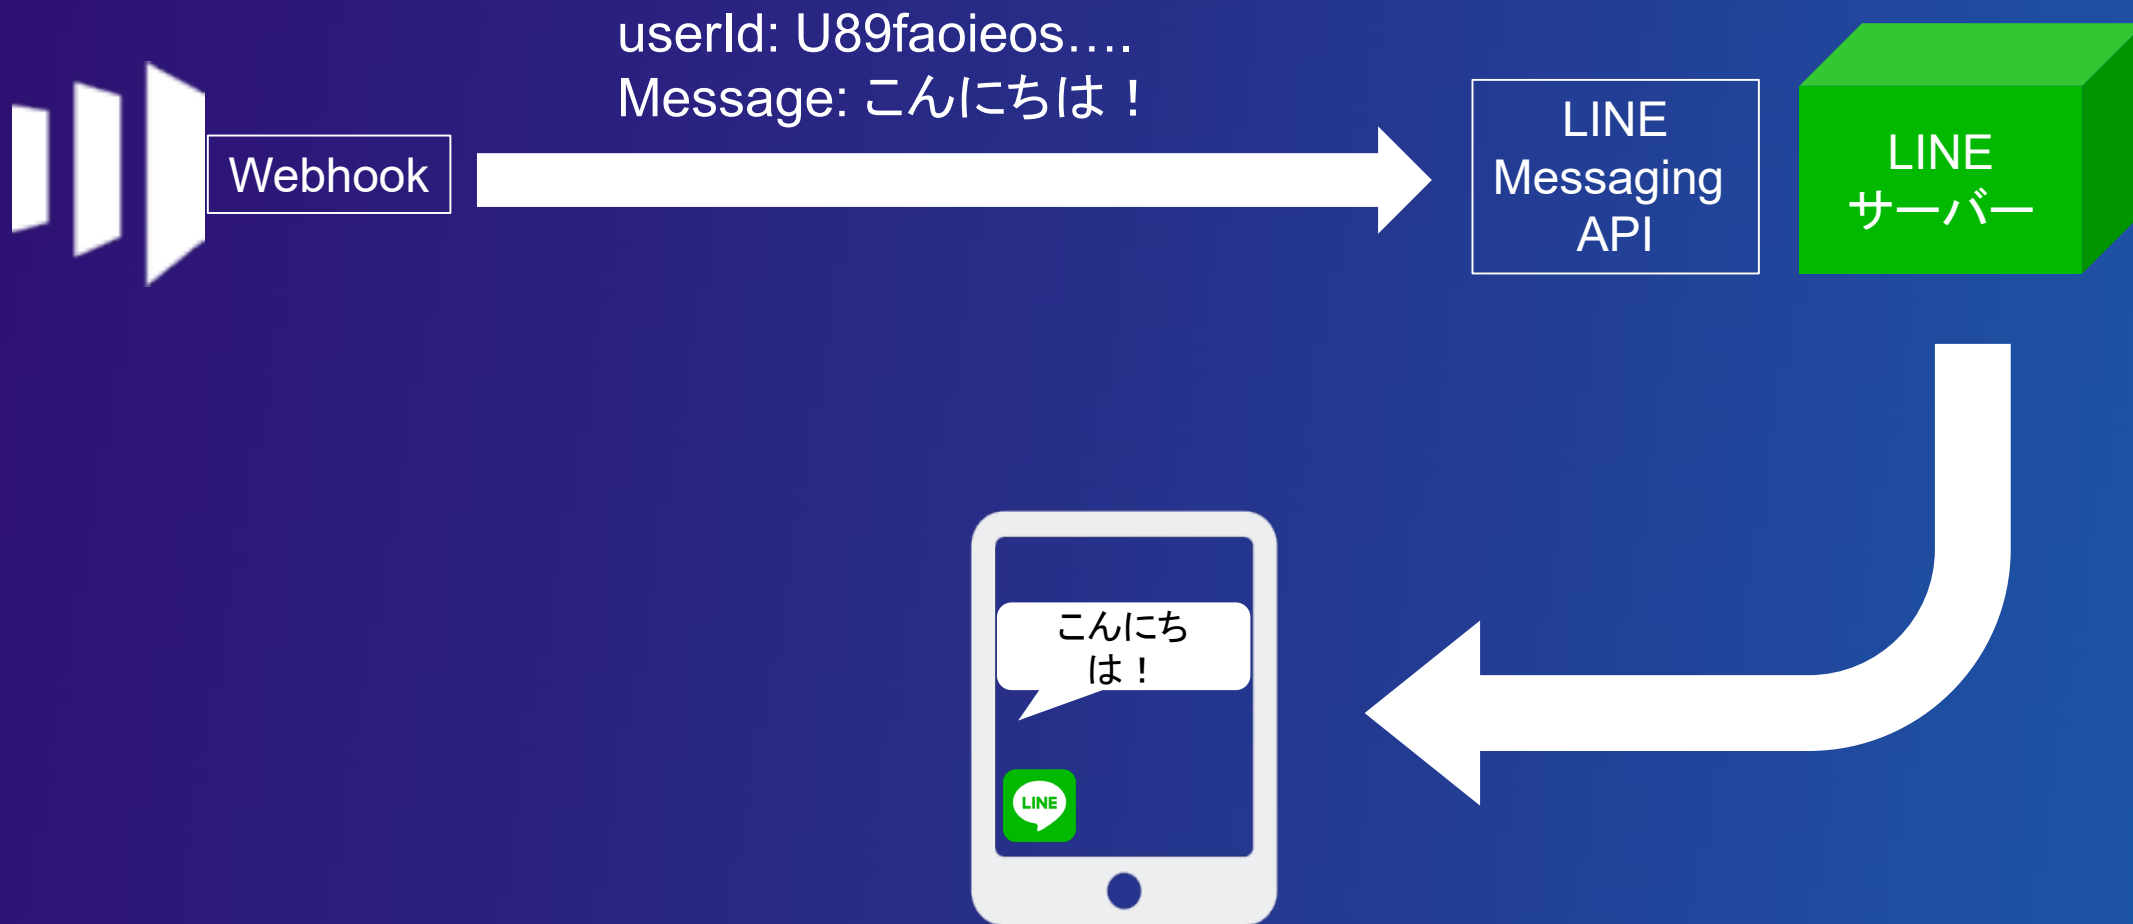 userId: U89faoieos....
Message: こんにちは！
Webhook
LINE
Messaging
API
LINE
サーバー
こんにち
は！
LINE